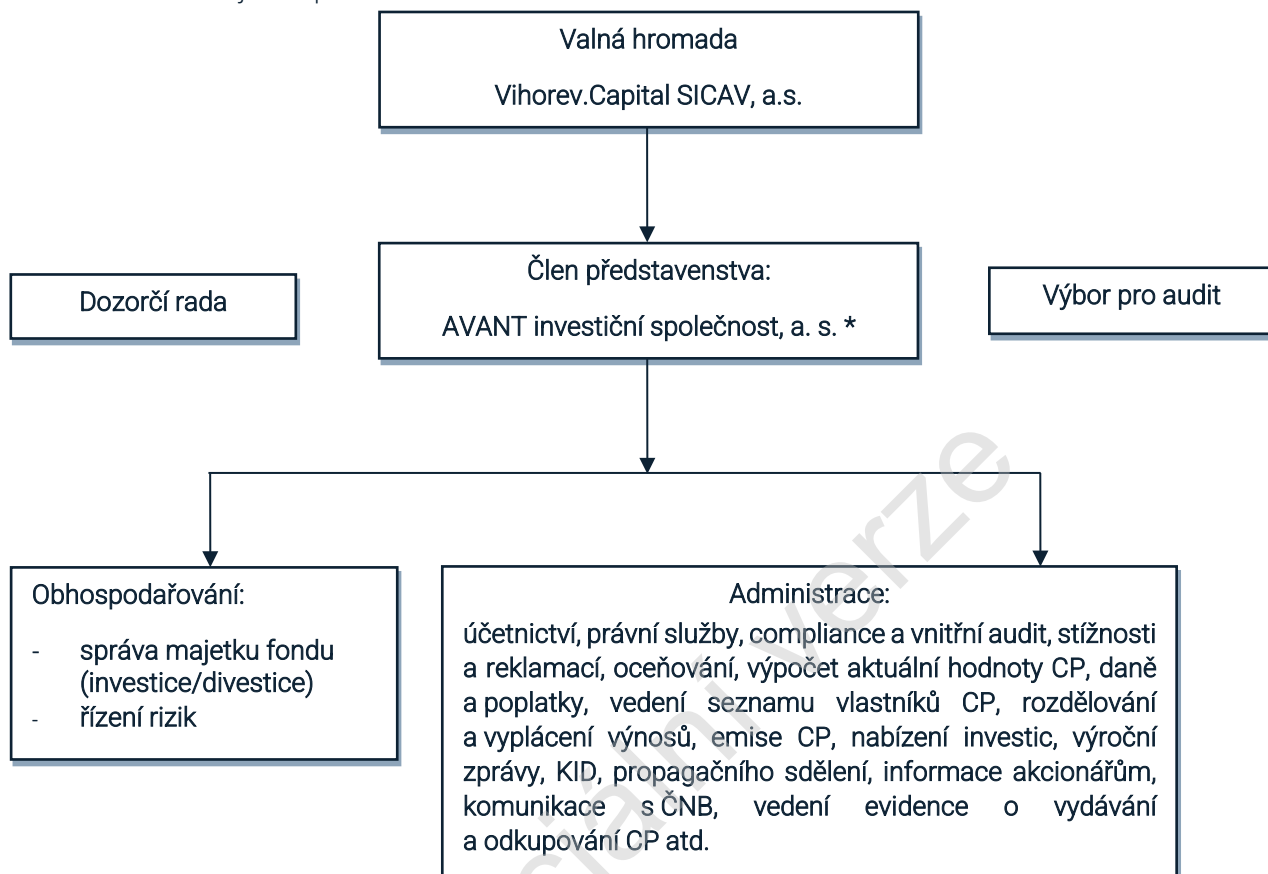 Valná hromada
Vihorev.Capital SICAV, a.s.
Člen představenstva:
AVANT investiční společnost, a. s. *
Dozorčí rada
Výbor pro audit
Obhospodařování:
- správa majetku fondu
(investice/divestice)
- řízení rizik
Administrace:
účetnictví, právní služby, compliance a vnitřní audit, stížnosti
a reklamací, oceňování, výpočet aktuální hodnoty CP, daně
a poplatky, vedení seznamu vlastníků CP, rozdělování
a vyplácení výnosů, emise CP, nabízení investic, výroční
zprávy, KID, propagačního sdělení, informace akcionářům,
komunikace s ČNB, vedení evidence o vydávání
a odkupování CP atd.
verze